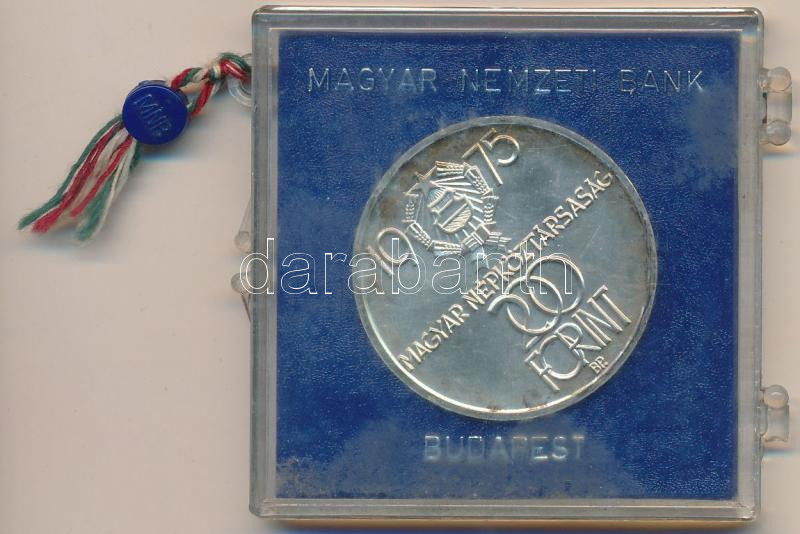 MAGYAR NEMZETI BANK
MNB
1975
MAGYAR NÉPKÖZTÁRSASÁG
200
FORINT
BP.
darabanth
BUDAPEST